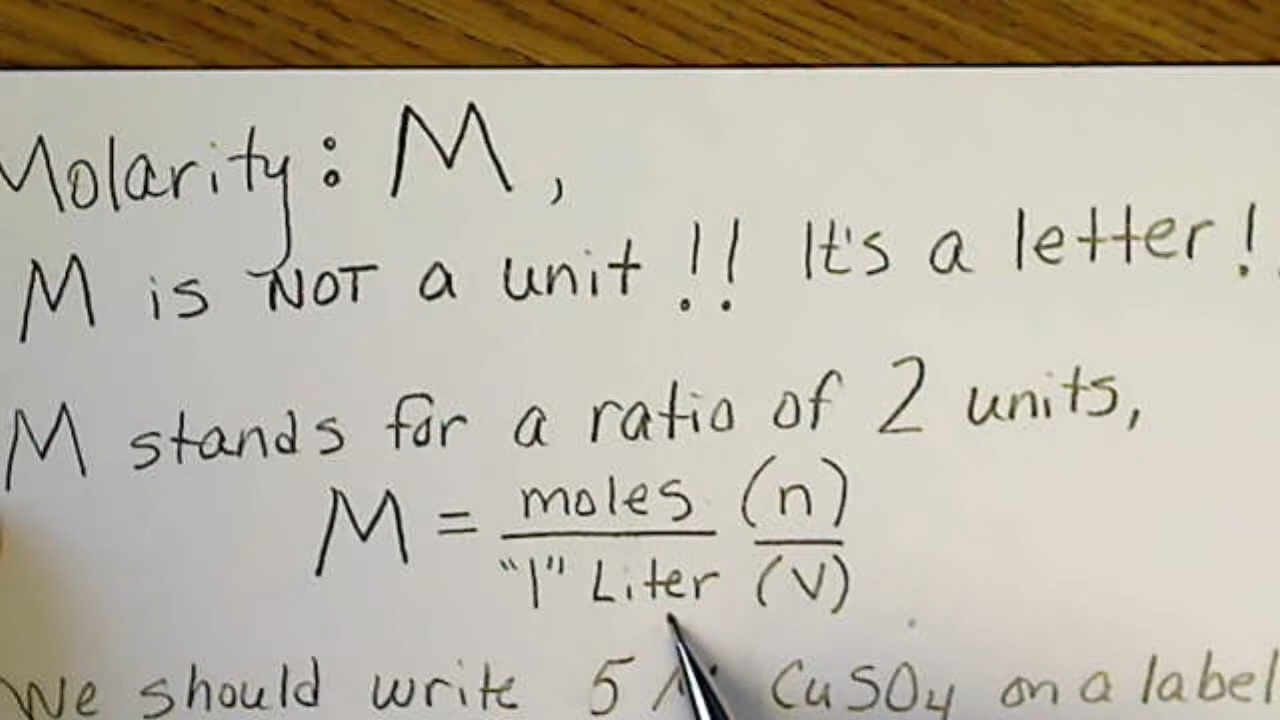 Molarity: M,
M is NOT a unit!! It's a letter!
M stands for a ratio of 2 units,
M = moles (n)
"1" Liter (V)
We should write 5 CuSO4 on a label